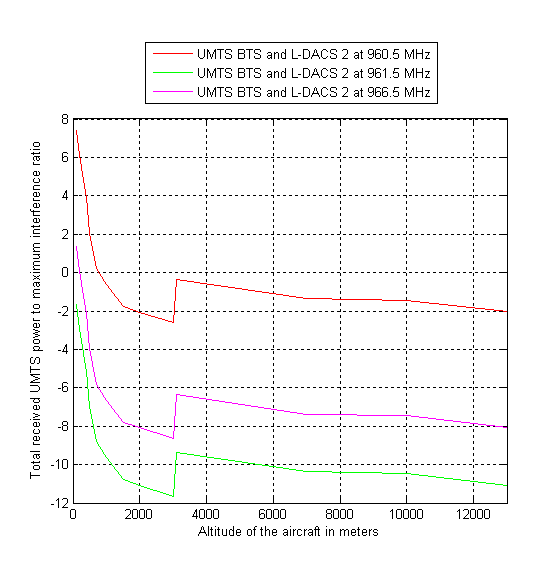 UMTS BTS and L-DACS 2 at 960.5 MHz
UMTS BTS and L-DACS 2 at 961.5 MHz
UMTS BTS and L-DACS 2 at 966.5 MHz
Total received UMTS power to maximum interference ratio
8
6
4
2
0
-2
-4
-6
-8
-10
-12
0 2000 4000 6000 8000 10000 12000
Altitude of the aircraft in meters